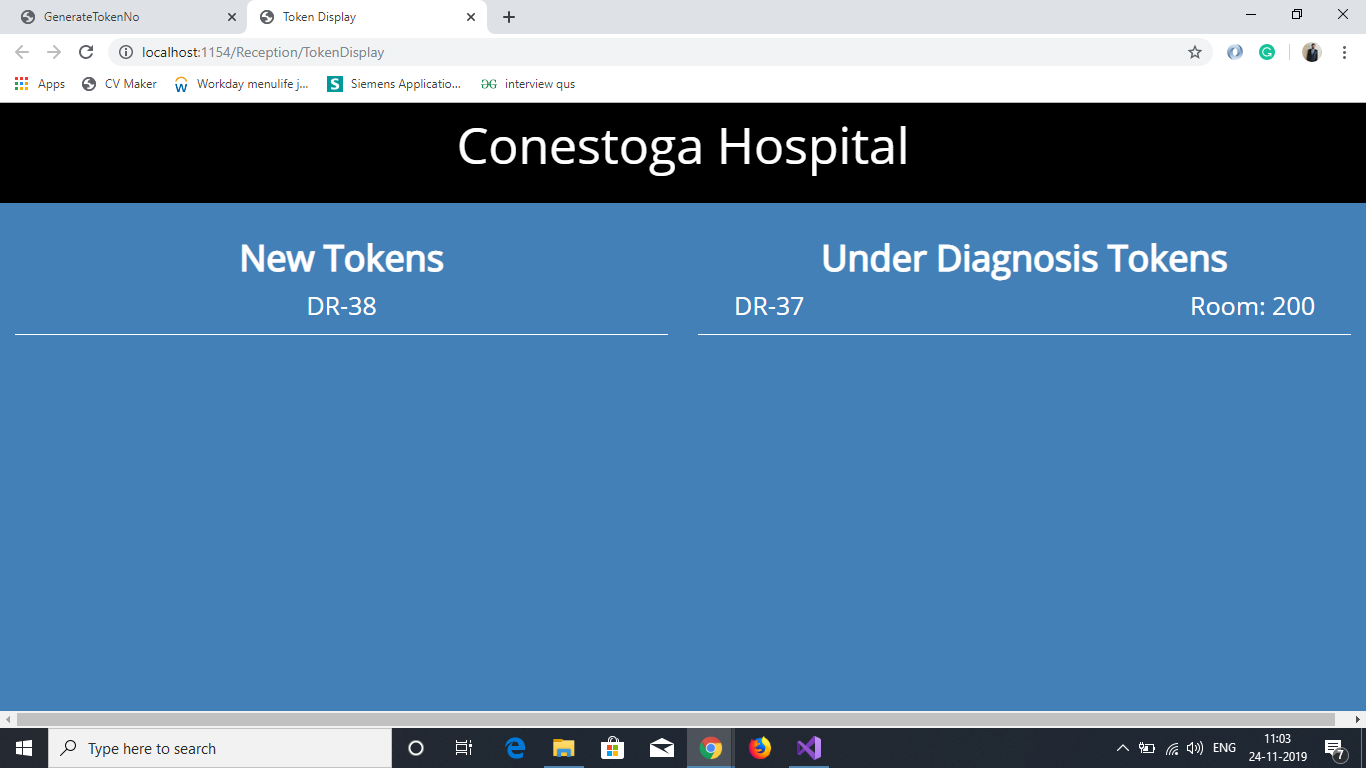 GenerateTokenNo
Token Display
localhost:1154/Reception/TokenDisplay
Apps
CV Maker
Workday menulife j...
Siemens Applicatio...
interview qus
Conestoga Hospital
New Tokens
Under Diagnosis Tokens
DR-38
DR-37
Room: 200
Type here to search
ENG
11:03
24-11-2019
7